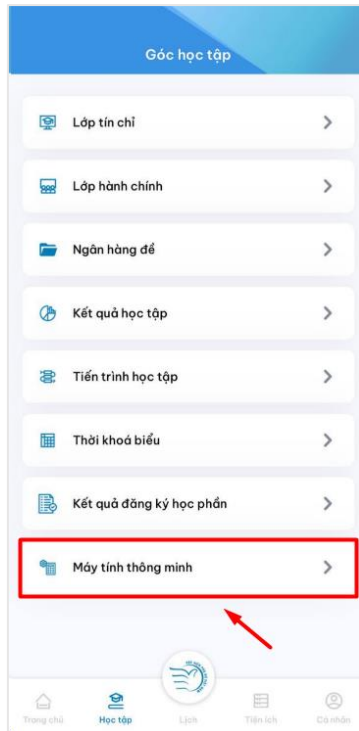 Góc học tập
Lớp tín chỉ
Lớp hành chính
Ngân hàng đề
Kết quả học tập
Tiến trình học tập
Thời khoá biểu
Kết quả đăng ký học phần
Máy tính thông minh
Trang chủ
Học tập
Lịch
Tiện ích
Cá nhân